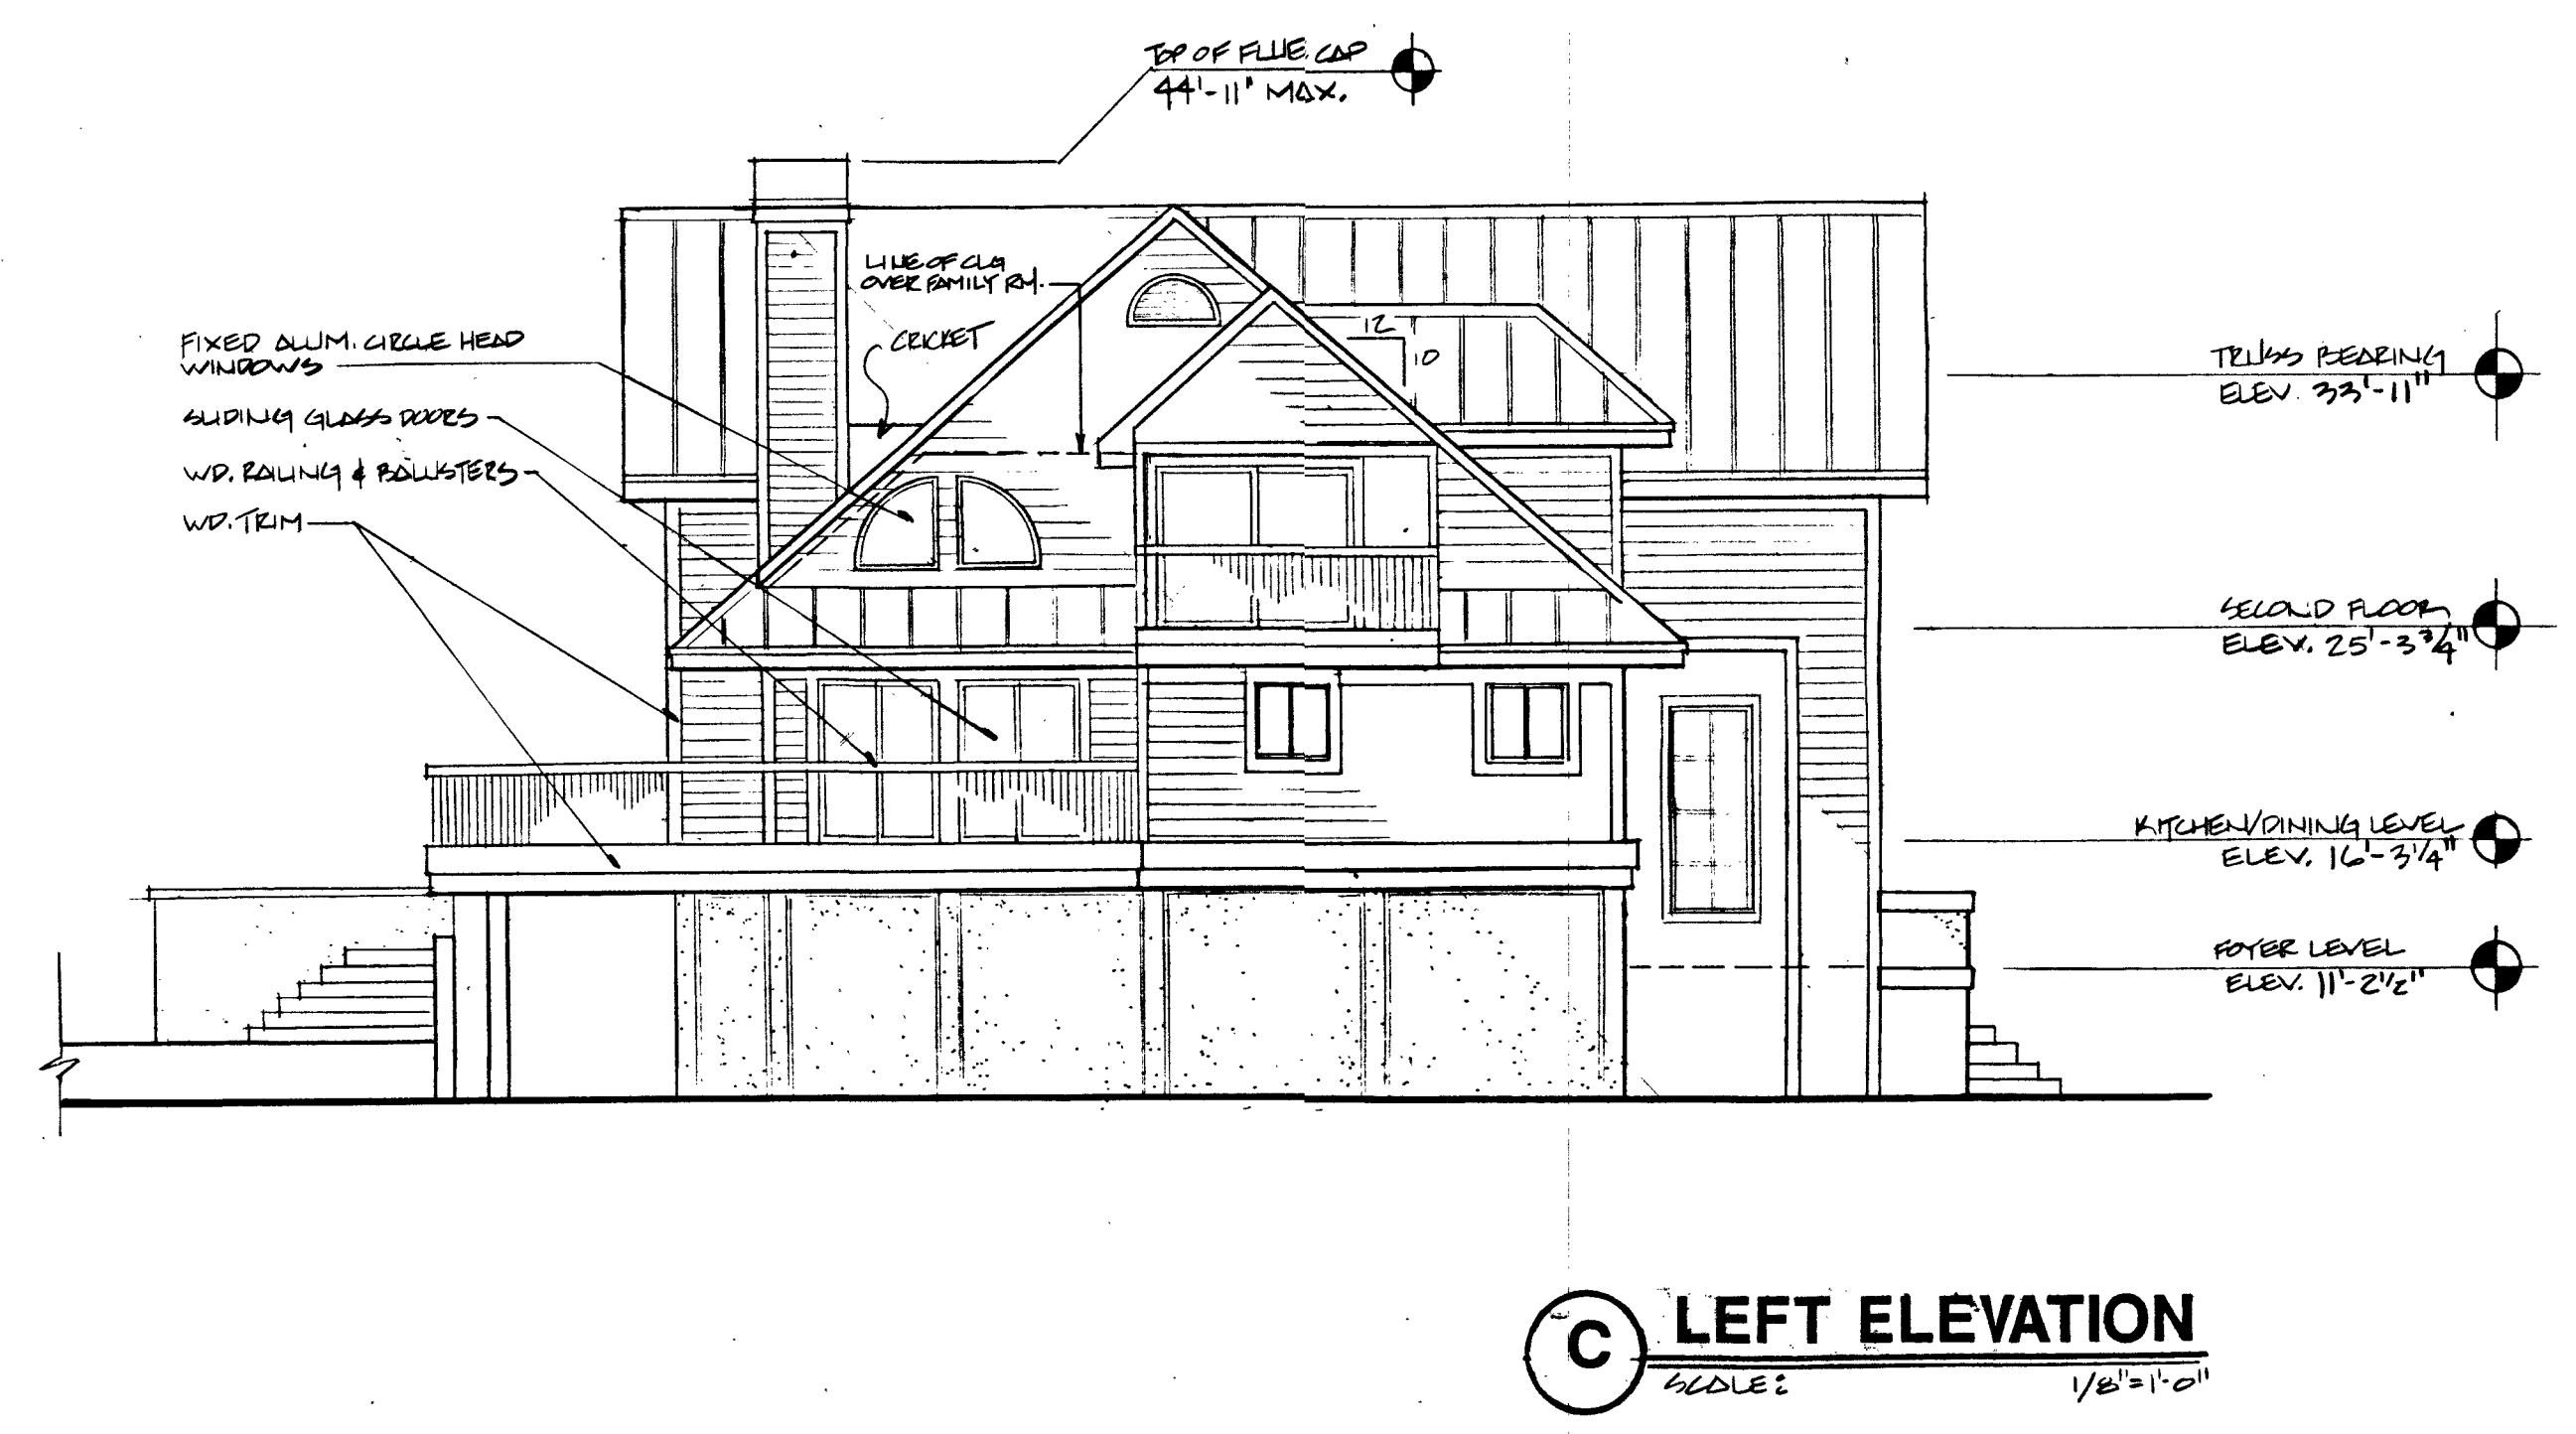 TOP OF FLUE CAP
44'-11" MAX.
LINE OF CLG
OVER FAMILY RM.
CRICKET
FIXED ALUM. CIRCLE HEAD
WINDOWS
SLIDING GLASS DOORS
WD. RAILING & BALUSTERS
WD. TRIM
12
10
TRUSS BEARING
ELEV. 33'-11"
SECOND FLOOR
ELEV. 25'-3 3/4"
KITCHEN/DINING LEVEL
ELEV. 16'-3 1/4"
FOYER LEVEL
ELEV. 11'-2 1/2"
C
LEFT ELEVATION
SCALE: 1/8"=1'-0"